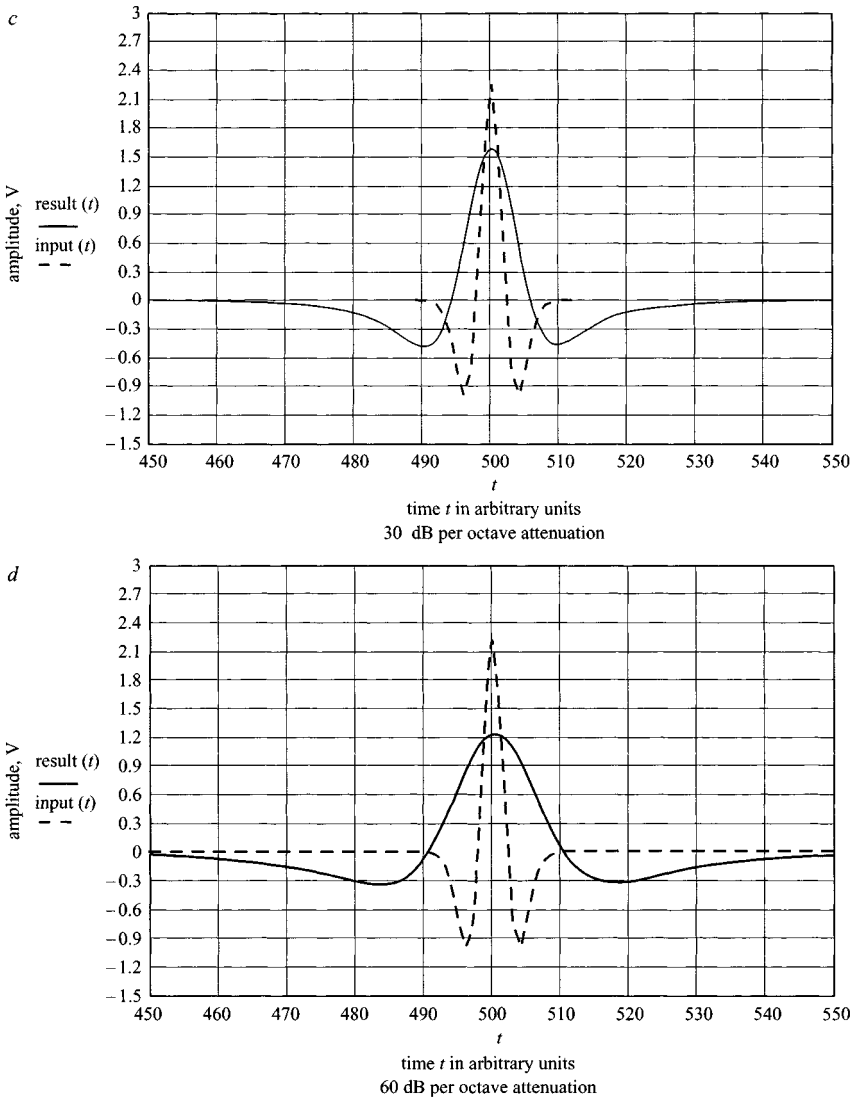 c
3
2.7
2.4
2.1
1.8
1.5
1.2
0.9
0.6
0.3
0
−0.3
−0.6
−0.9
−1.2
−1.5
amplitude, V
result (t)
input (t)
450 460 470 480 490 500 510 520 530 540 550
t
time t in arbitrary units
30 dB per octave attenuation
d
3
2.7
2.4
2.1
1.8
1.5
1.2
0.9
0.6
0.3
0
−0.3
−0.6
−0.9
−1.2
−1.5
amplitude, V
result (t)
input (t)
450 460 470 480 490 500 510 520 530 540 550
t
time t in arbitrary units
60 dB per octave attenuation